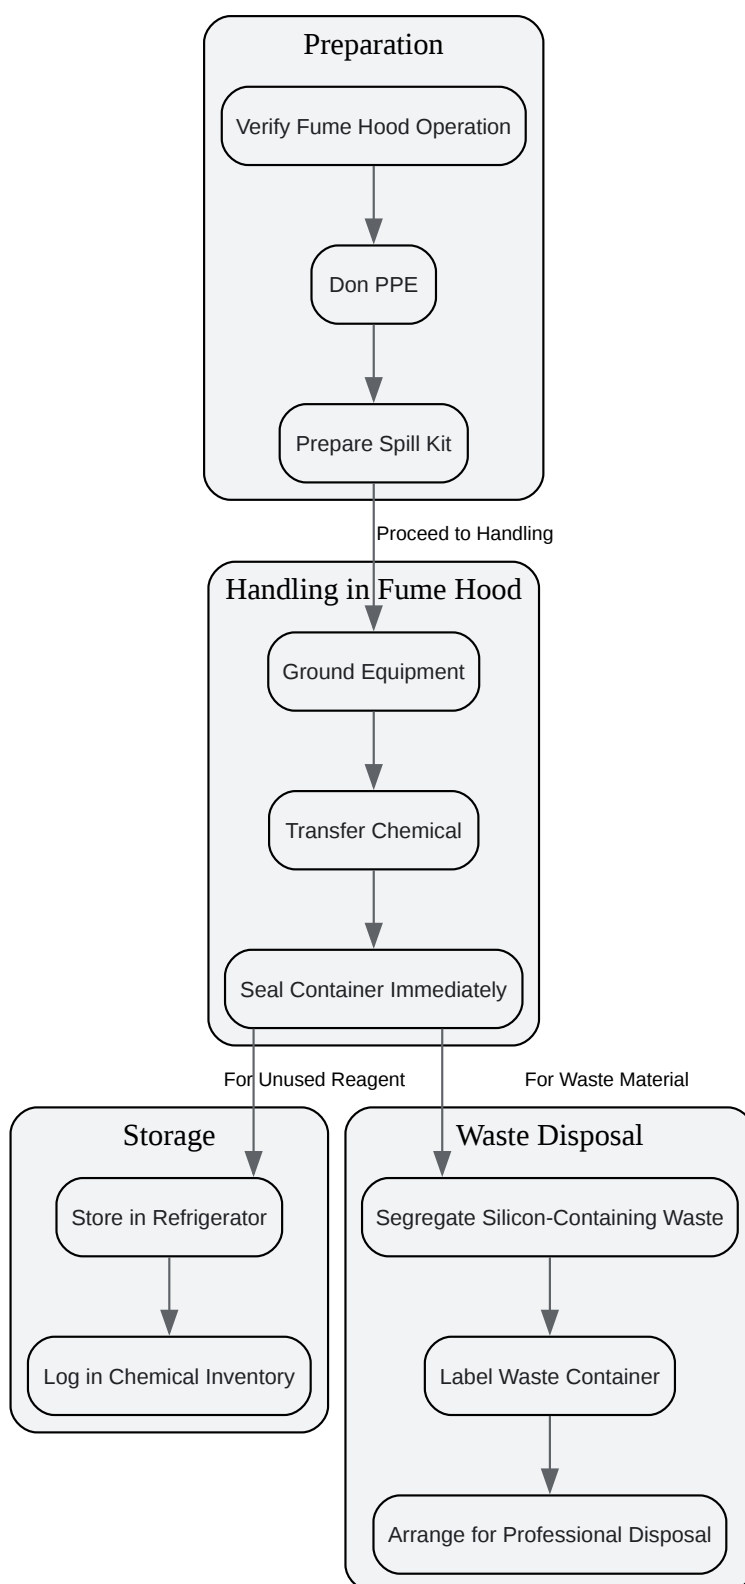 Preparation
Verify Fume Hood Operation
Don PPE
Prepare Spill Kit
Proceed to Handling
Handling in Fume Hood
Ground Equipment
Transfer Chemical
Seal Container Immediately
For Unused Reagent
For Waste Material
Storage
Store in Refrigerator
Log in Chemical Inventory
Waste Disposal
Segregate Silicon-Containing Waste
Label Waste Container
Arrange for Professional Disposal